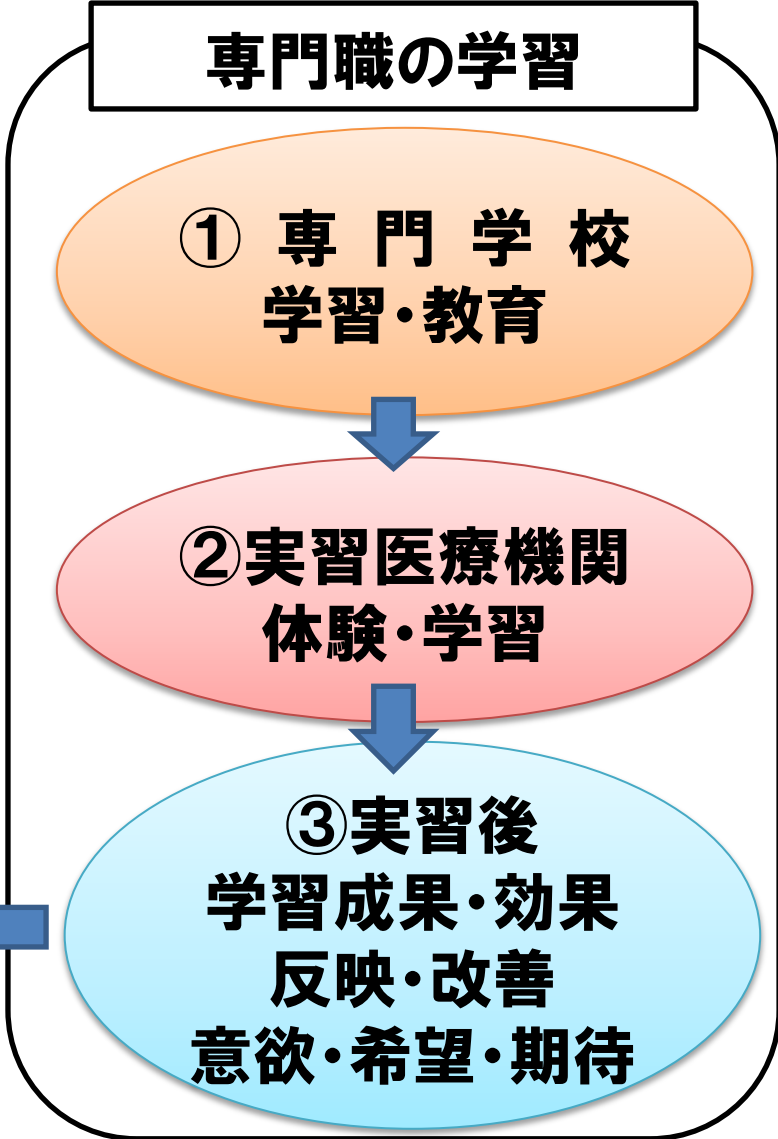 専門職の学習
① 専 門 学 校
学習・教育
②実習医療機関
体験・学習
③実習後
学習成果・効果
反映・改善
意欲・希望・期待